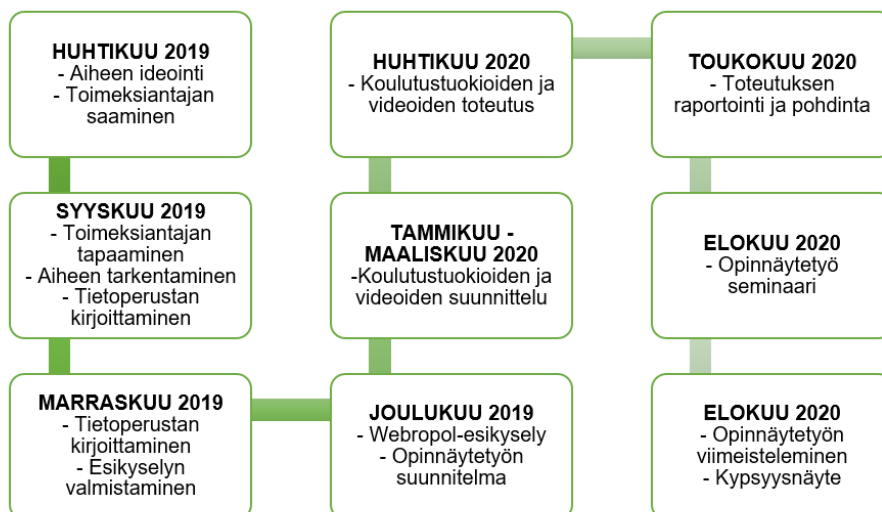 HUHTIKUU 2019
- Aiheen ideointi
- Toimeksiantajan
saaminen
SYYSKUU 2019
- Toimeksiantajan
tapaaminen
- Aiheen tarkentaminen
- Tietoperustan
kirjoittaminen
MARRASKUU 2019
- Tietoperustan
kirjoittaminen
- Esikyselyn
valmistaminen
JOULUKUU 2019
- Webropol-esikysely
- Opinnäytetyön
suunnitelma
TAMMIKUU -
MAALISKUU 2020
-Koulutustuokioiden ja
videoiden suunnittelu
HUHTIKUU 2020
- Koulutustuokioiden ja
videoiden toteutus
TOUKOKUU 2020
- Toteutuksen
raportointi ja pohdinta
ELOKUU 2020
- Opinnäytetyö
seminaari
ELOKUU 2020
- Opinnäytetyön
viimeisteleminen
- Kypsyysnäyte